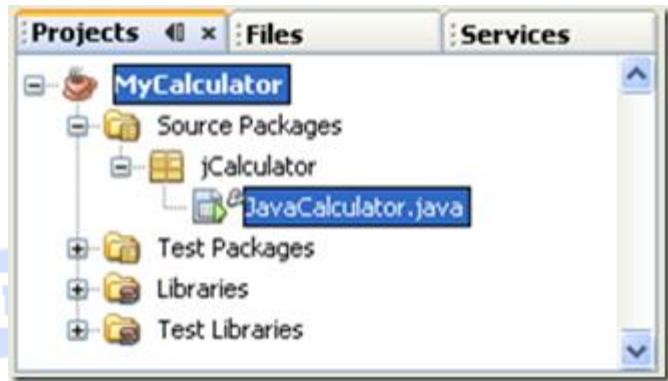 Projects Files Services
MyCalculator
Source Packages
jCalculator
JavaCalculator.java
Test Packages
Libraries
Test Libraries